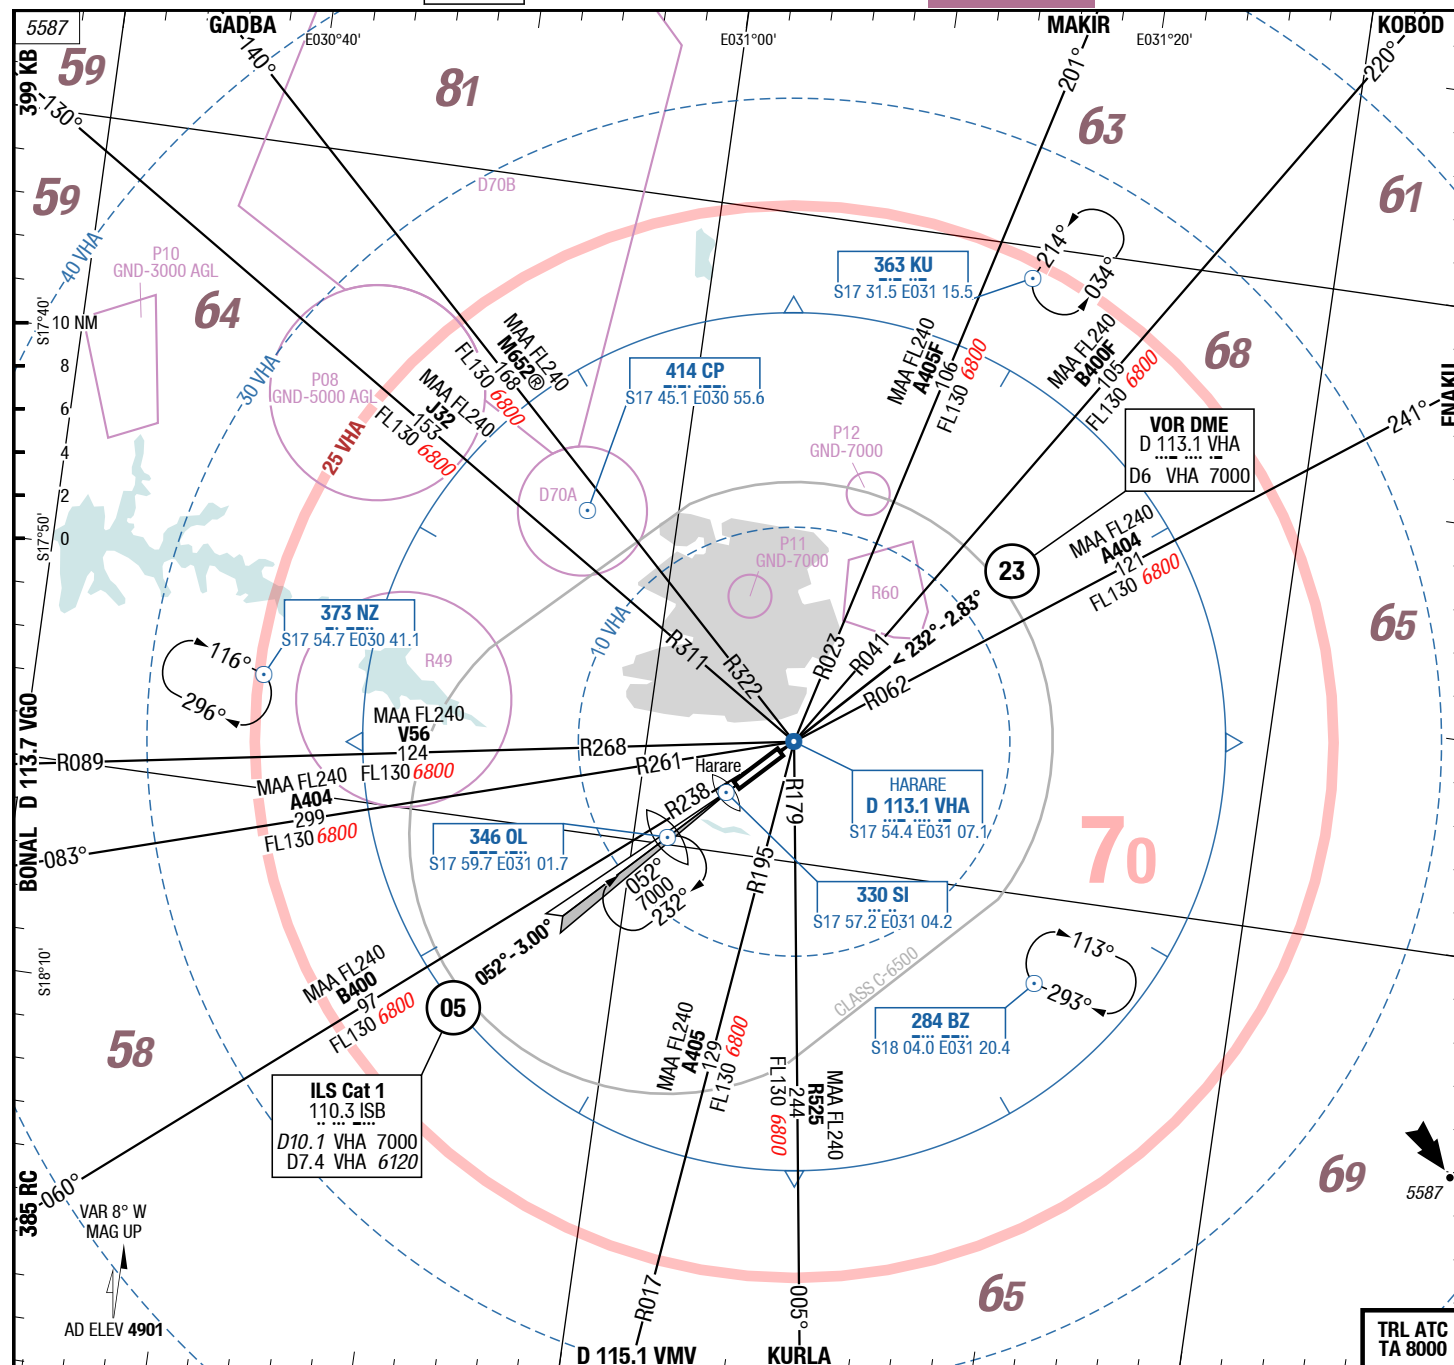 5587
GADBA
MAKIR
KOBOD
E030°40'
E031°00'
E031°20'
399 KB
59
81
63
61
-140°
201°
220°
-130°
D70B
59
40 VHA
P10
GND-3000 AGL
64
363 KU
S17 31.5 E031 15.5
-214°
034°
S17°40'
10 NM
8
6
4
2
0
S17°50'
30 VHA
P08
GND-5000 AGL
25 VHA
MAA FL240
M652®
168
FL130 6800
MAA FL240
J32
153
FL130 6800
414 CP
S17 45.1 E030 55.6
MAA FL240
A405F
106
FL130 6800
MAA FL240
B400F
105
FL130 6800
68
FNAKU
241°
VOR DME
D 113.1 VHA
D6 VHA 7000
P12
GND-7000
D70A
MAA FL240
A404
121
FL130 6800
P11
GND-7000
R60
23
< 232° - 2.83°
65
373 NZ
S17 54.7 E030 41.1
116°
296°
R49
10 VHA
R311
R322
R023
R041
R062
BONAL D 113.7 VGO
R089
MAA FL240
V56
124
FL130 6800
R268
R261
Harare
R238
R179
R195
MAA FL240
A404
299
FL130 6800
-083°
HARARE
D 113.1 VHA
S17 54.4 E031 07.1
70
346 OL
S17 59.7 E031 01.7
052°
7000
232°
330 SI
S17 57.2 E031 04.2
052° - 3.00°
S18°10'
MAA FL240
B400
97
FL130 6800
05
CLASS C-6500
113°
-293°
284 BZ
S18 04.0 E031 20.4
58
MAA FL240
A405
129
FL130 6800
MAA FL240
R525
244
FL130 6800
ILS Cat 1
110.3 ISB
D10.1 VHA 7000
D7.4 VHA 6120
69
5587
385 RC
-060°
VAR 8° W
MAG UP
AD ELEV 4901
R017
005°
65
D 115.1 VMV
KURLA
TRL ATC
TA 8000